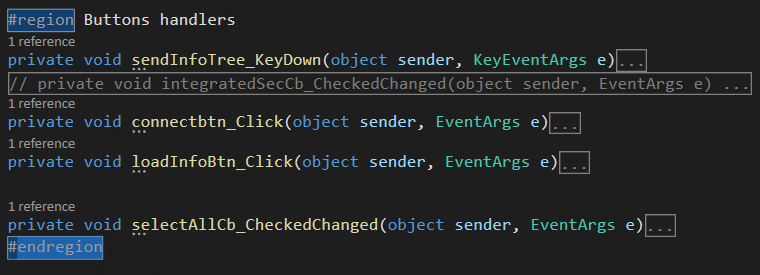 #region Buttons handlers
1 reference
private void sendInfoTree_KeyDown(object sender, KeyEventArgs e)...
// private void integratedSecCb_CheckedChanged(object sender, EventArgs e) ...
1 reference
private void connectbtn_Click(object sender, EventArgs e)...
1 reference
private void loadInfoBtn_Click(object sender, EventArgs e)...
1 reference
private void selectAllCb_CheckedChanged(object sender, EventArgs e)...
#endregion